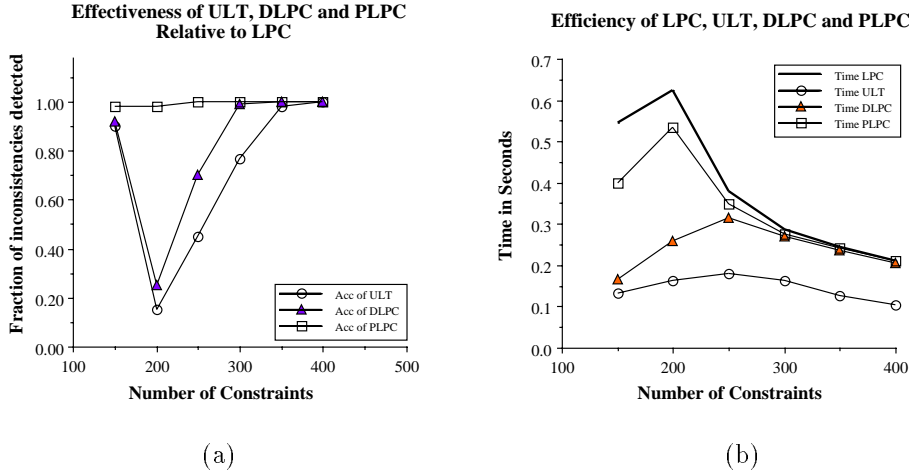 Effectiveness of ULT, DLPC and PLPC
Relative to LPC
Fraction of inconsistencies detected
1.00
0.80
0.60
0.40
0.20
0.00
Acc of ULT
Acc of DLPC
Acc of PLPC
100
200
300
400
500
Number of Constraints
(a)
Efficiency of LPC, ULT, DLPC and PLPC
Time in Seconds
0.7
0.6
0.5
0.4
0.3
0.2
0.1
0.0
Time LPC
Time ULT
Time DLPC
Time PLPC
100
200
300
400
Number of Constraints
(b)